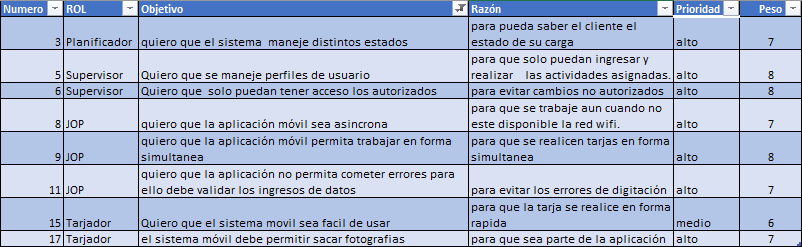 Numero ROL Objetivo Razón Prioridad Peso
3 Planificador quiero que el sistema maneje distintos estados para pueda saber el cliente el estado de su carga alto 7
5 Supervisor Quiero que se maneje perfiles de usuario para que solo puedan ingresar y realizar las actividades asignadas. alto 8
6 Supervisor Quiero que solo puedan tener acceso los autorizados para evitar cambios no autorizados alto 8
8 JOP quiero que la aplicación móvil sea asincrona para que se trabaje aun cuando no este disponible la red wifi. alto 7
9 JOP quiero que la aplicación móvil permita trabajar en forma simultanea para que se realicen tarjas en forma simultanea alto 8
11 JOP quiero que la aplicación no permita cometer errores para ello debe validar los ingresos de datos para evitar los errores de digitación alto 7
15 Tarjador Quiero que el sistema movil sea facil de usar para que la tarja se realice en forma rapida medio 6
17 Tarjador el sistema móvil debe permitir sacar fotografias para que sea parte de la aplicación alto 7